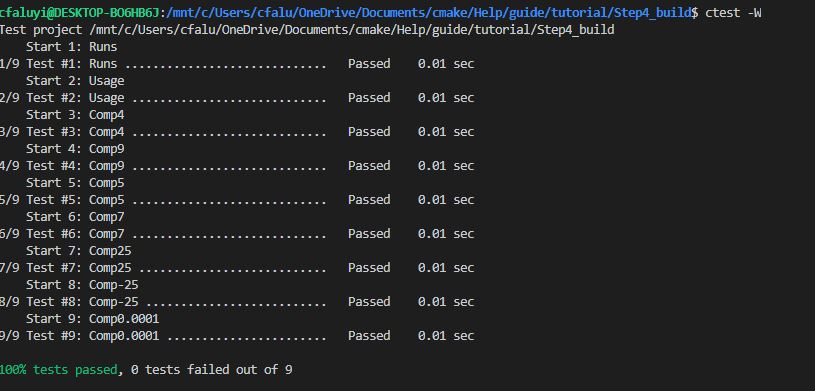 cfaluyi@DESKTOP-BO6HB6J:/mnt/c/Users/cfalu/OneDrive/Documents/cmake/Help/guide/tutorial/Step4_build$ ctest -W
Test project /mnt/c/Users/cfalu/OneDrive/Documents/cmake/Help/guide/tutorial/Step4_build
    Start 1: Runs
1/9 Test #1: Runs .............................   Passed    0.01 sec
    Start 2: Usage
2/9 Test #2: Usage ............................   Passed    0.01 sec
    Start 3: Comp4
3/9 Test #3: Comp4 ............................   Passed    0.01 sec
    Start 4: Comp9
4/9 Test #4: Comp9 ............................   Passed    0.01 sec
    Start 5: Comp5
5/9 Test #5: Comp5 ............................   Passed    0.01 sec
    Start 6: Comp7
6/9 Test #6: Comp7 ............................   Passed    0.01 sec
    Start 7: Comp25
7/9 Test #7: Comp25 ...........................   Passed    0.01 sec
    Start 8: Comp-25
8/9 Test #8: Comp-25 ..........................   Passed    0.01 sec
    Start 9: Comp0.0001
9/9 Test #9: Comp0.0001 .......................   Passed    0.01 sec
100% tests passed, 0 tests failed out of 9